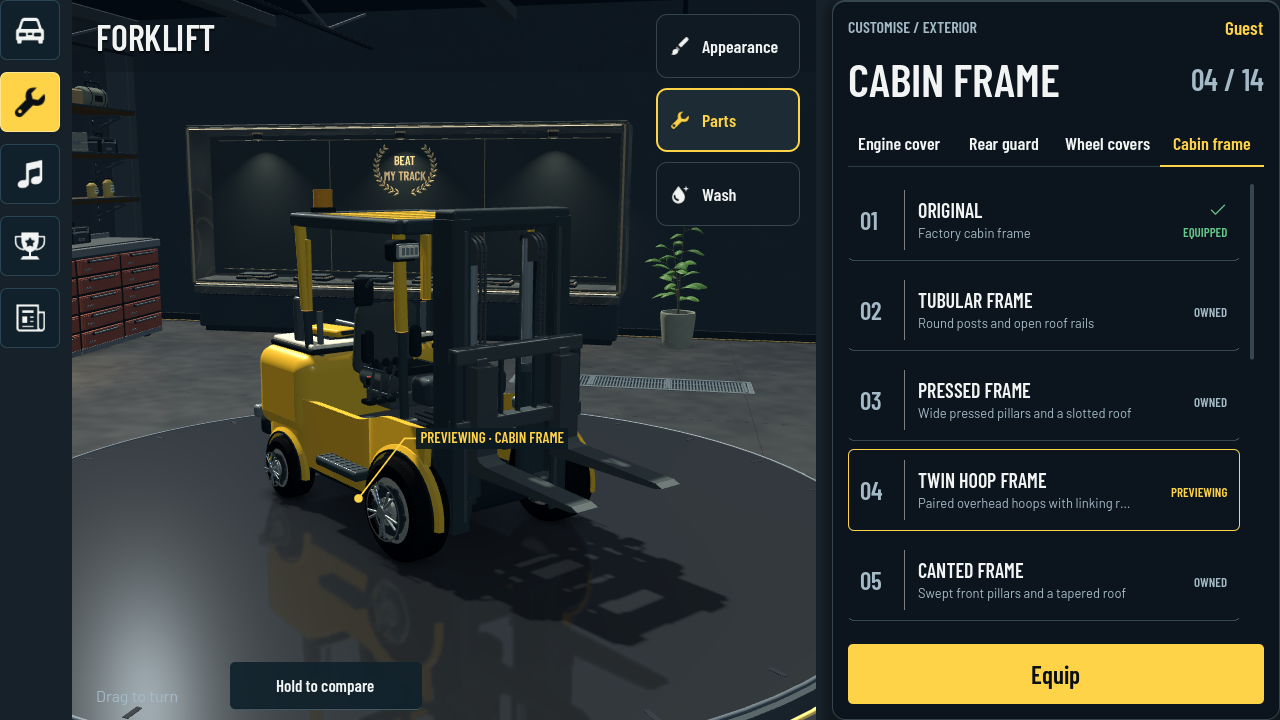 FORKLIFT
Appearance
Parts
Wash
BEAT
MY TRACK
PREVIEWING · CABIN FRAME
Drag to turn
Hold to compare
CUSTOMISE / EXTERIOR
Guest
CABIN FRAME
04 / 14
Engine cover
Rear guard
Wheel covers
Cabin frame
01
ORIGINAL
Factory cabin frame
EQUIPPED
02
TUBULAR FRAME
Round posts and open roof rails
OWNED
03
PRESSED FRAME
Wide pressed pillars and a slotted roof
OWNED
04
TWIN HOOP FRAME
Paired overhead hoops with linking r...
PREVIEWING
05
CANTED FRAME
Swept front pillars and a tapered roof
OWNED
Equip